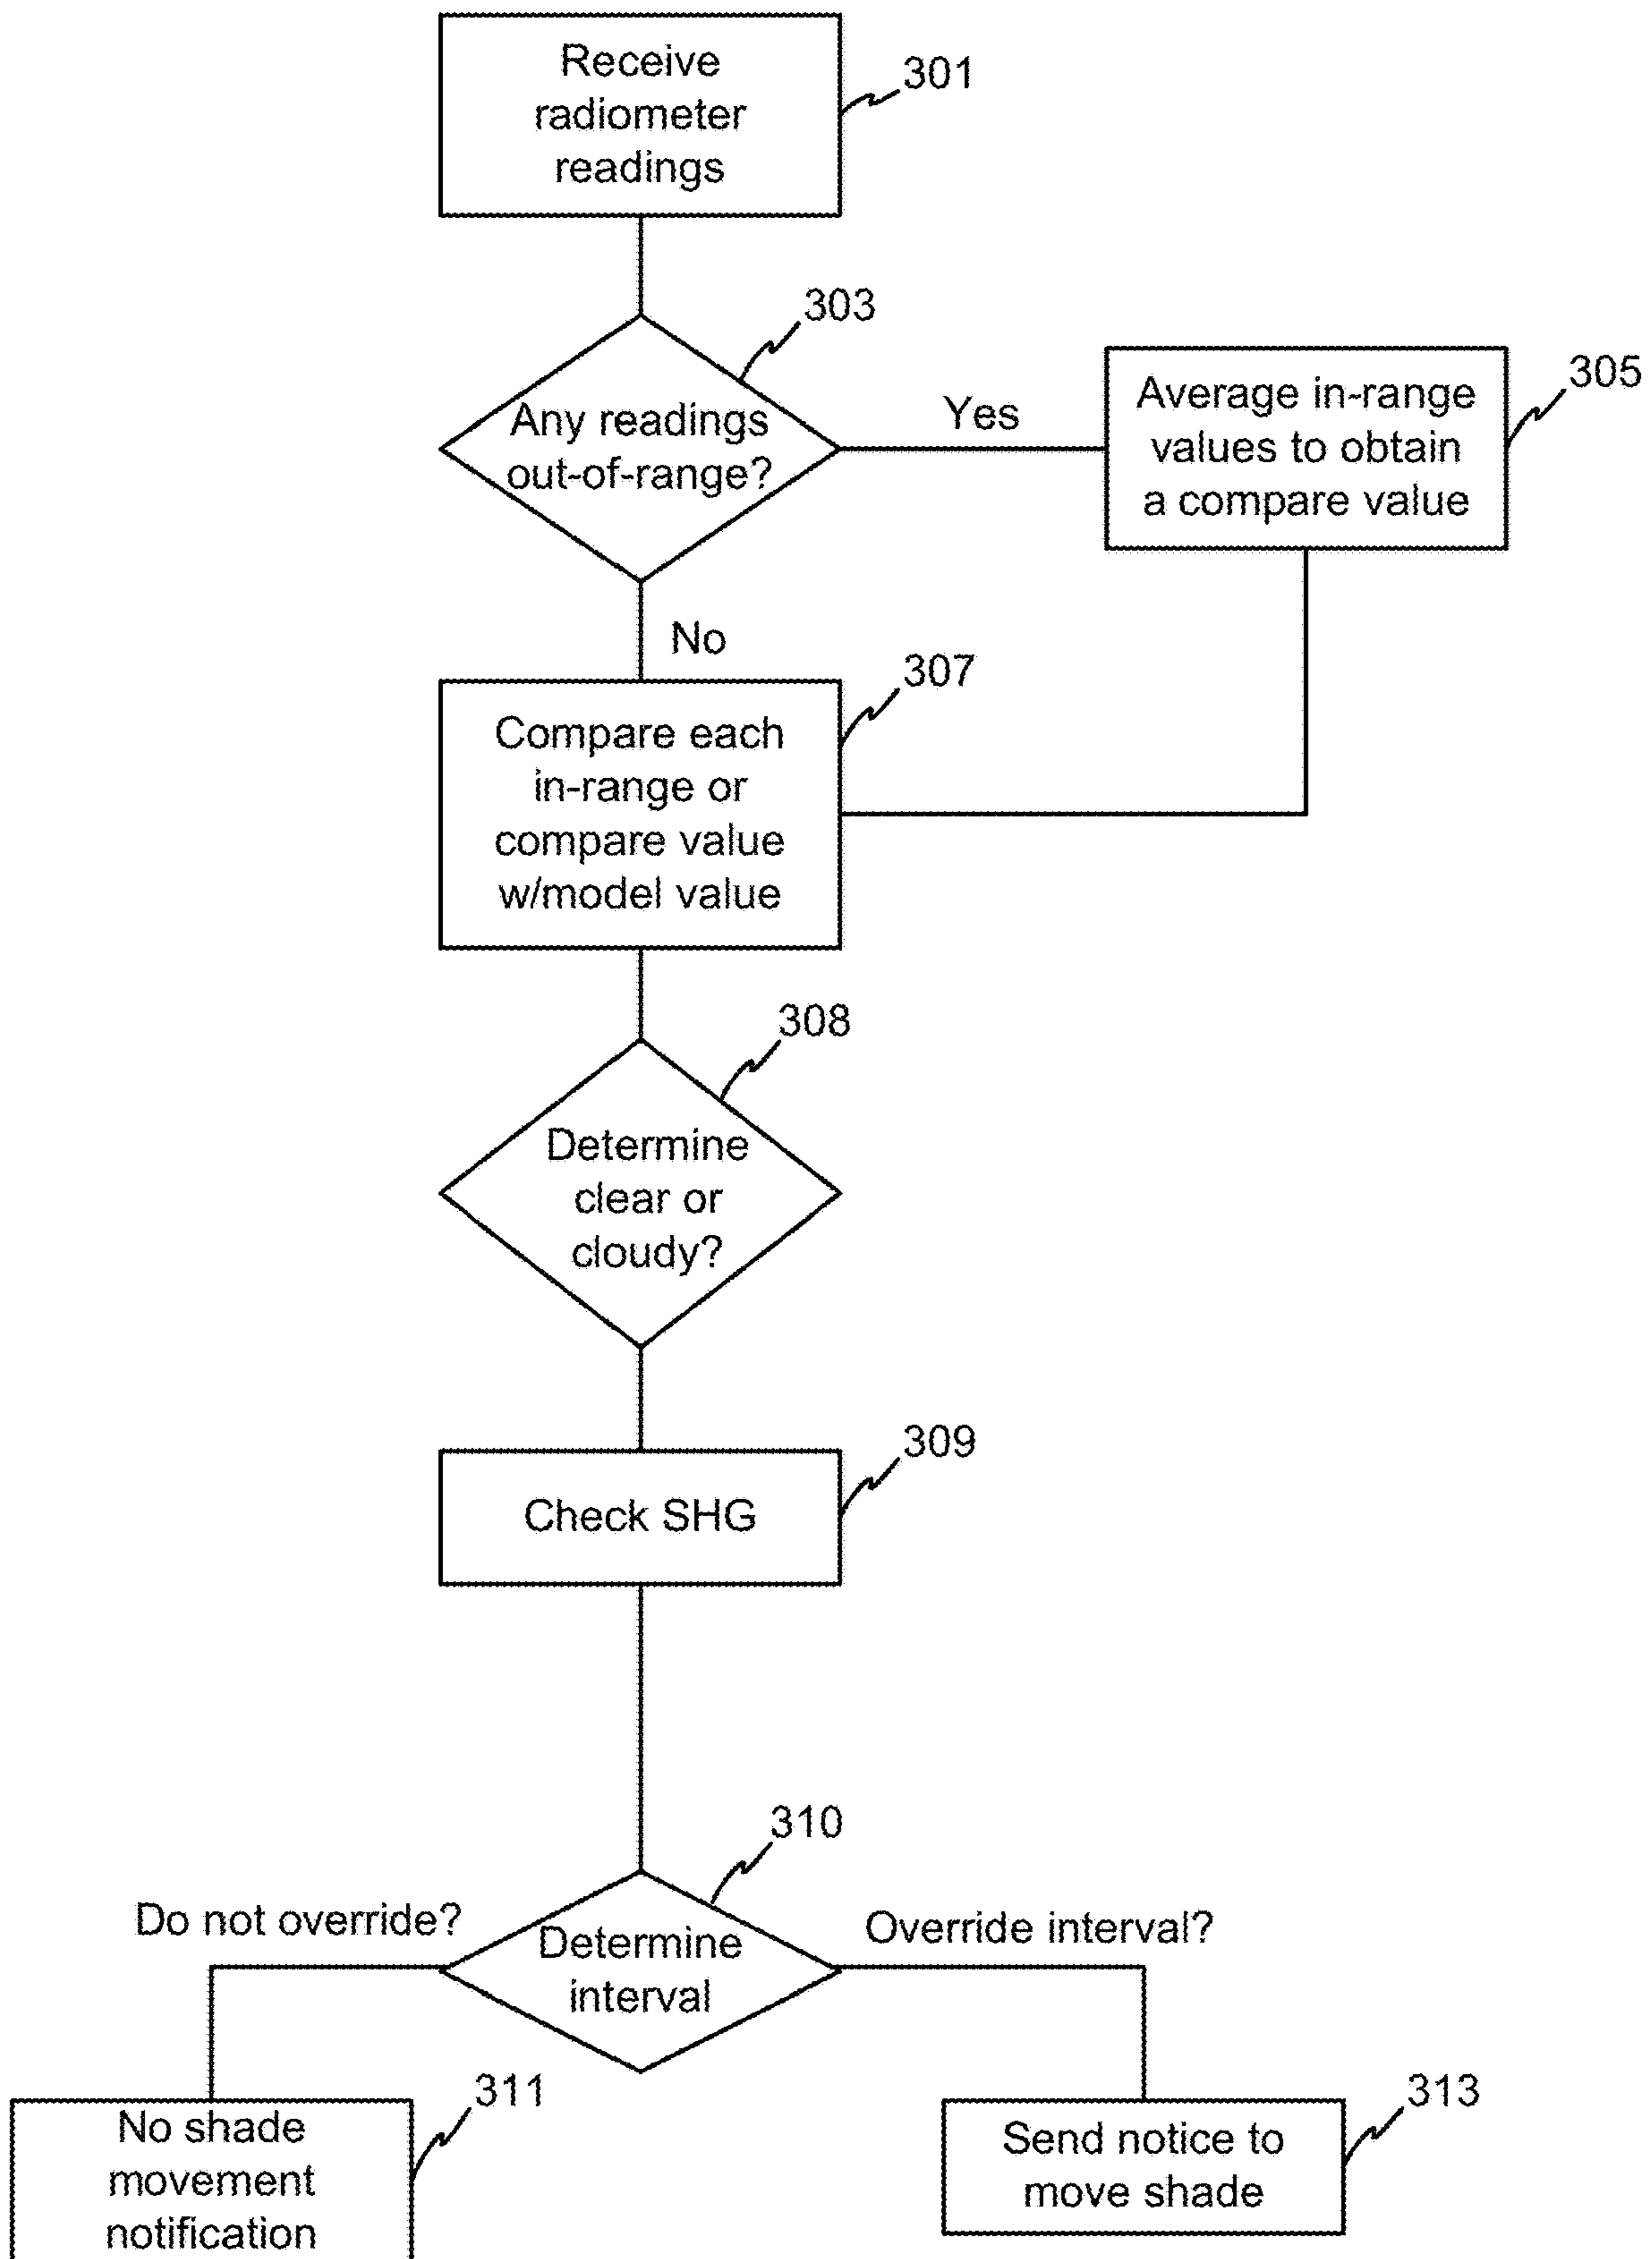 Receive
radiometer
readings
301
303
Any readings
out-of-range?
Yes
Average in-range
values to obtain
a compare value
305
No
307
Compare each
in-range or
compare value
w/model value
308
Determine
clear or
cloudy?
309
Check SHG
310
Do not override?
Determine
interval
Override interval?
311
No shade
movement
notification
313
Send notice to
move shade